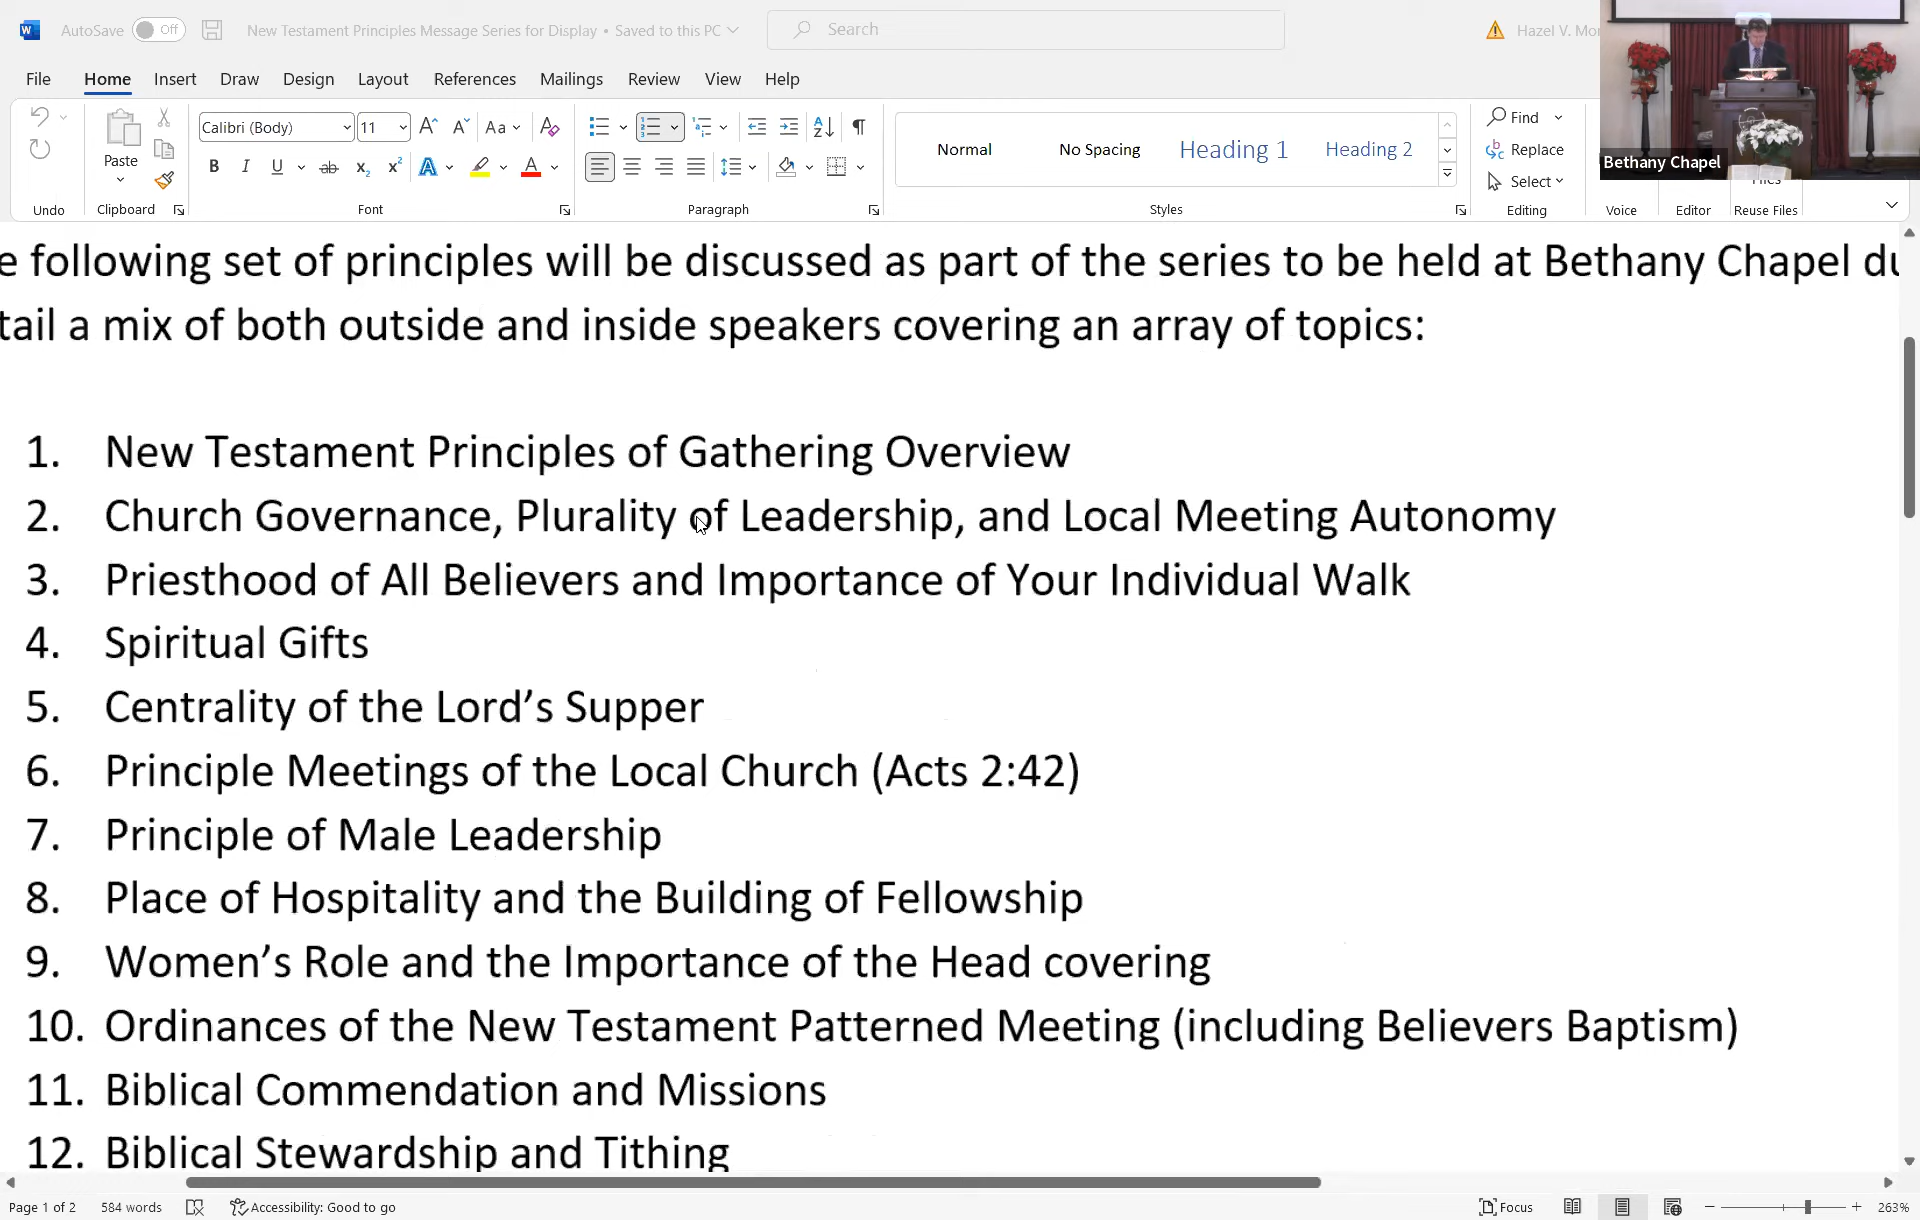 AutoSave Off New Testament Principles Message Series for Display • Saved to this PC Search Hazel V.
File Home Insert Draw Design Layout References Mailings Review View Help
Calibri (Body) 11 Aa Normal No Spacing Heading 1 Heading 2 Find
Paste Replace
B I U ab x₂ x² A A Select
Undo Clipboard Font Paragraph Styles Editing Voice Editor Reuse Files
Bethany Chapel
following set of principles will be discussed as part of the series to be held at Bethany Chapel
a mix of both outside and inside speakers covering an array of topics:
1. New Testament Principles of Gathering Overview
2. Church Governance, Plurality of Leadership, and Local Meeting Autonomy
3. Priesthood of All Believers and Importance of Your Individual Walk
4. Spiritual Gifts
5. Centrality of the Lord’s Supper
6. Principle Meetings of the Local Church (Acts 2:42)
7. Principle of Male Leadership
8. Place of Hospitality and the Building of Fellowship
9. Women’s Role and the Importance of the Head covering
10. Ordinances of the New Testament Patterned Meeting (including Believers Baptism)
11. Biblical Commendation and Missions
12. Biblical Stewardship and Tithing
Page 1 of 2 584 words Accessibility: Good to go Focus 263%